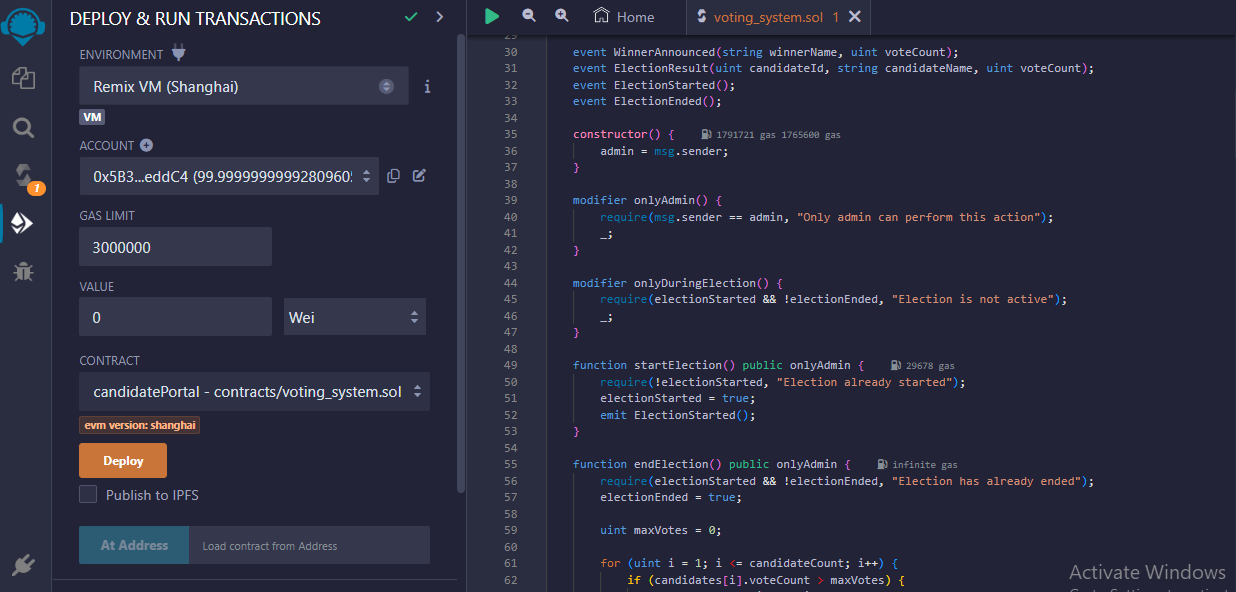 DEPLOY & RUN TRANSACTIONS
ENVIRONMENT
Remix VM (Shanghai)
VM
ACCOUNT
0x5B3...eddC4 (99.9999999999280960
GAS LIMIT
3000000
VALUE
0
Wei
CONTRACT
candidatePortal - contracts/voting_system.sol
evm version: shanghai
Deploy
Publish to IPFS
At Address
Load contract from Address
Home
voting_system.sol 1
29
30 event WinnerAnnounced(string winnerName, uint voteCount);
31 event ElectionResult(uint candidateId, string candidateName, uint voteCount);
32 event ElectionStarted();
33 event ElectionEnded();
34
35 constructor() { 1791721 gas 1765600 gas
36 admin = msg.sender;
37 }
38
39 modifier onlyAdmin() {
40 require(msg.sender == admin, "Only admin can perform this action");
41 _;
42 }
43
44 modifier onlyDuringElection() {
45 require(electionStarted && !electionEnded, "Election is not active");
46 _;
47 }
48
49 function startElection() public onlyAdmin { 29678 gas
50 require(!electionStarted, "Election already started");
51 electionStarted = true;
52 emit ElectionStarted();
53 }
54
55 function endElection() public onlyAdmin { infinite gas
56 require(electionStarted && !electionEnded, "Election has already ended");
57 electionEnded = true;
58
59 uint maxVotes = 0;
60
61 for (uint i = 1; i <= candidateCount; i++) {
62 if (candidates[i].voteCount > maxVotes) {
Activate Windows